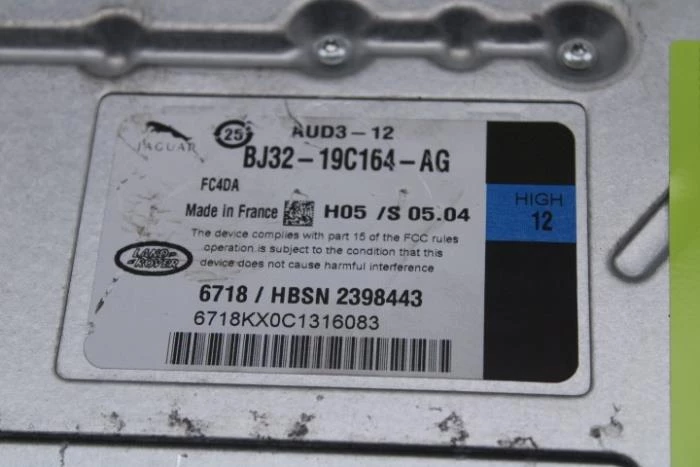 JAGUAR
25
AUD3-12
BJ32-19C164-AG
FC4DA
Made in France H05 /S 05.04
The device complies with part 15 of the FCC rules
operation is subject to the condition that this
device does not cause harmful interference
LAND-
ROVER
6718 / HBSN 2398443
6718KX0C1316083
HIGH
12